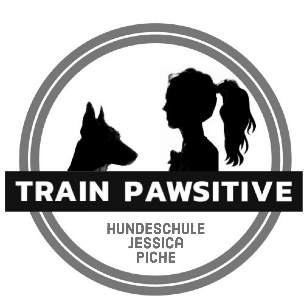 TRAIN PAWSITIVE
HUNDESCHULE
JESSICA
PICHE